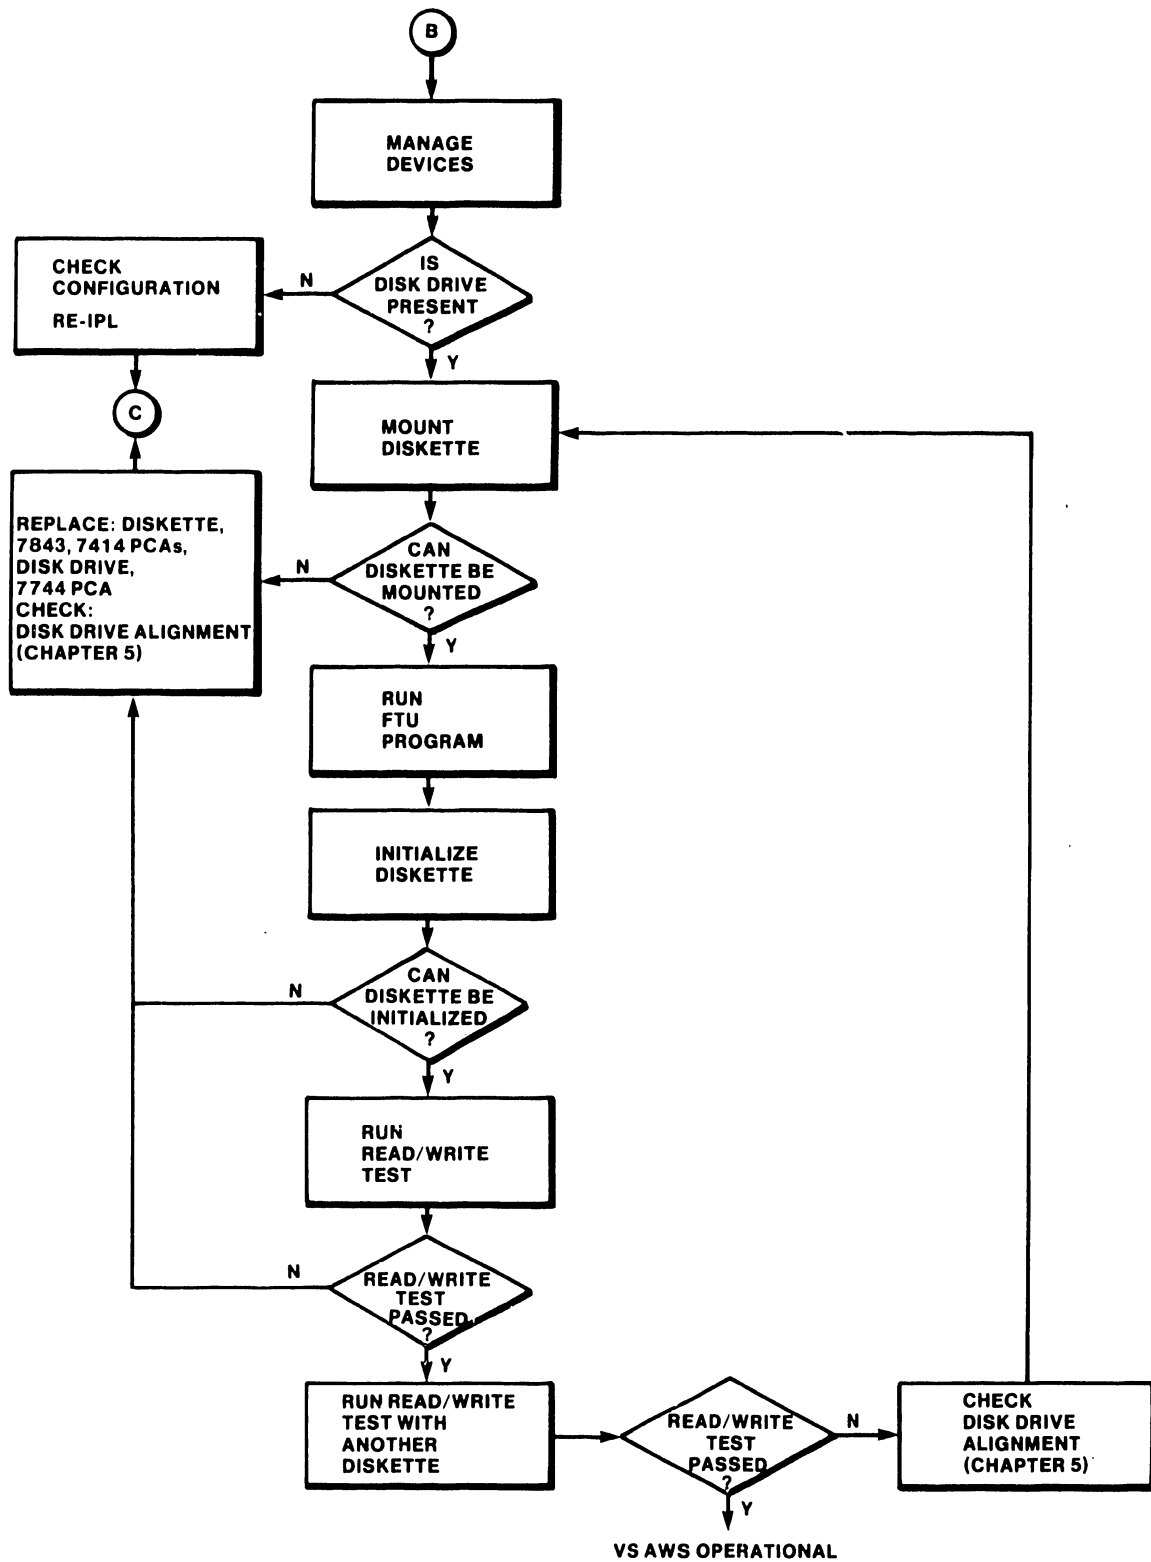 B
MANAGE
DEVICES
IS
DISK DRIVE
PRESENT
?
N
Y
CHECK
CONFIGURATION
RE-IPL
C
MOUNT
DISKETTE
REPLACE: DISKETTE,
7843, 7414 PCAs,
DISK DRIVE,
7744 PCA
CHECK:
DISK DRIVE ALIGNMENT
(CHAPTER 5)
CAN
DISKETTE BE
MOUNTED
?
N
Y
RUN
FTU
PROGRAM
INITIALIZE
DISKETTE
CAN
DISKETTE BE
INITIALIZED
?
N
Y
RUN
READ/WRITE
TEST
READ/WRITE
TEST
PASSED
?
N
Y
RUN READ/WRITE
TEST WITH
ANOTHER
DISKETTE
READ/WRITE
TEST
PASSED
?
N
Y
CHECK
DISK DRIVE
ALIGNMENT
(CHAPTER 5)
VS AWS OPERATIONAL